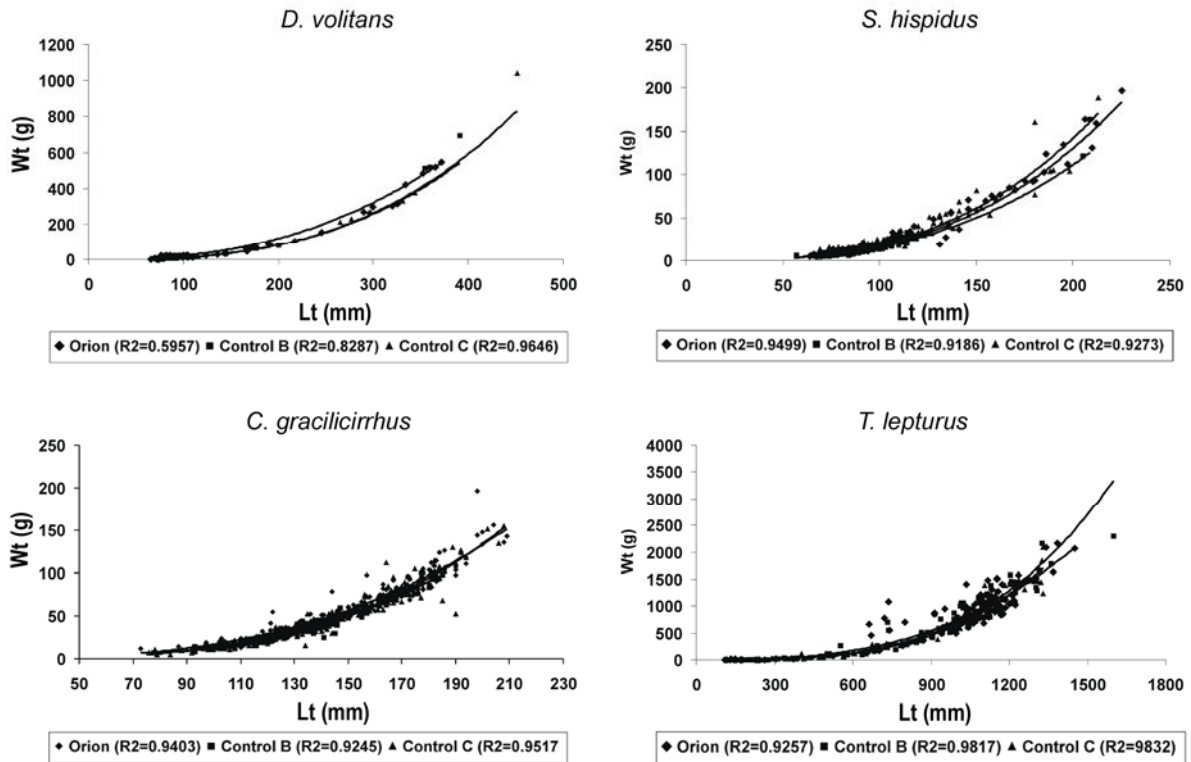 D. volitans
1200
1000
800
600
400
200
0
Wt (g)
0 100 200 300 400 500
Lt (mm)
◆ Orion (R2=0.5957) ■ Control B (R2=0.8287) ▲ Control C (R2=0.9646)
S. hispidus
250
200
150
100
50
0
Wt (g)
0 50 100 150 200 250
Lt (mm)
◆ Orion (R2=0.9499) ■ Control B (R2=0.9186) ▲ Control C (R2=0.9273)
C. gracilicirrhus
250
200
150
100
50
0
Wt (g)
50 70 90 110 130 150 170 190 210 230
Lt (mm)
◆ Orion (R2=0.9403) ■ Control B (R2=0.9245) ▲ Control C (R2=0.9517
T. lepturus
4000
3500
3000
2500
2000
1500
1000
500
0
Wt (g)
0 300 600 900 1200 1500 1800
Lt (mm)
◆ Orion (R2=0.9257) ■ Control B (R2=0.9817) ▲ Control C (R2=9832)